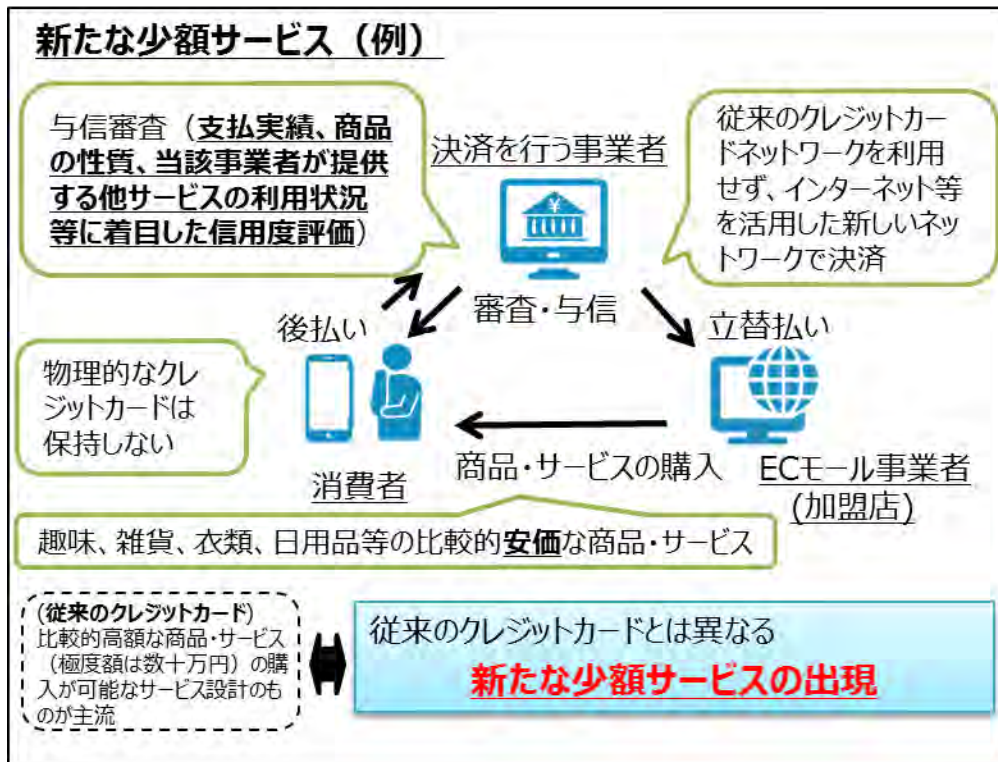 新たな少額サービス（例）
与信審査（支払実績、商品
の性質、当該事業者が提供
する他サービスの利用状況
等に着目した信用度評価）
決済を行う事業者
¥
従来のクレジットカー
ドネットワークを利用
せず、インターネット等
を活用した新しいネッ
トワークで決済
後払い
審査・与信
立替払い
物理的なクレ
ジットカードは
保持しない
消費者
商品・サービスの購入
ECモール事業者
(加盟店)
趣味、雑貨、衣類、日用品等の比較的安価な商品・サービス
(従来のクレジットカード)
比較的高額な商品・サービス
（極度額は数十万円）の購
入が可能なサービス設計のも
のが主流
従来のクレジットカードとは異なる
新たな少額サービスの出現